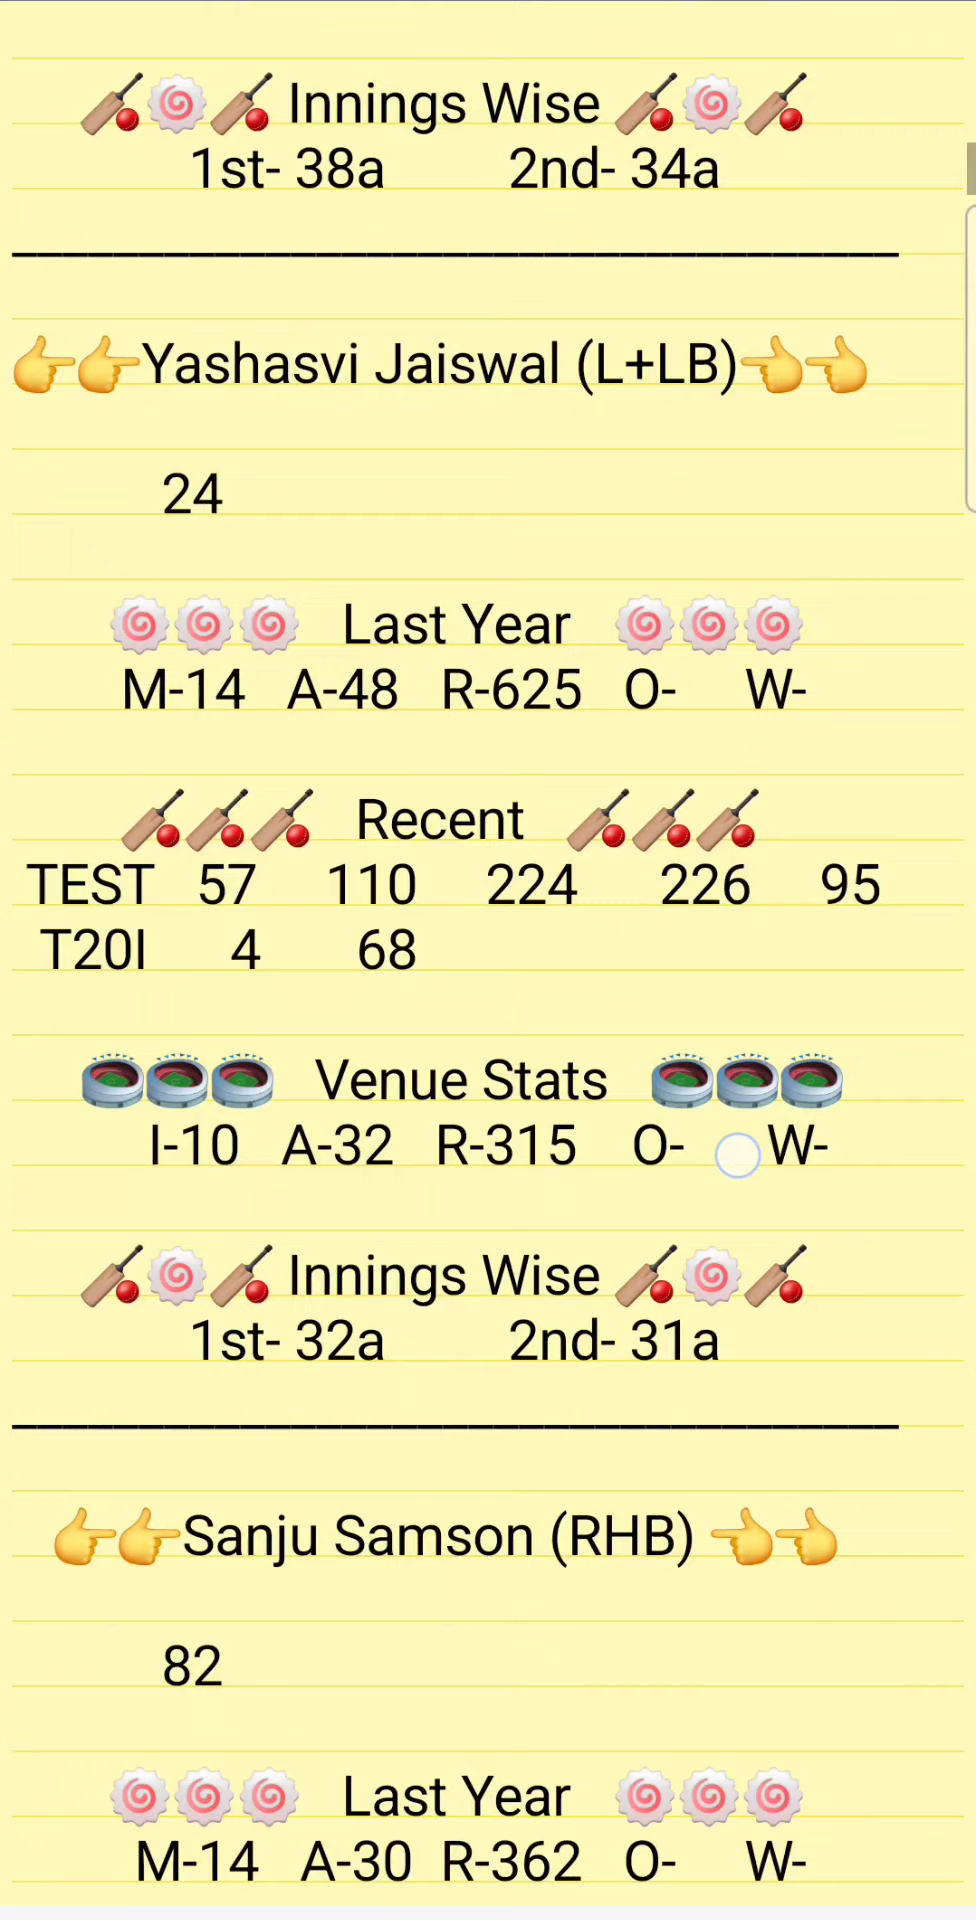 🏏🍥🏏 Innings Wise 🏏🍥🏏
1st- 38a 2nd- 34a
👉👉Yashasvi Jaiswal (L+LB)👈👈
24
🍥🍥🍥 Last Year 🍥🍥🍥
M-14 A-48 R-625 O- W-
🏏🏏🏏 Recent 🏏🏏🏏
TEST 57 110 224 226 95
T20I 4 68
🏟🏟🏟 Venue Stats 🏟🏟🏟
I-10 A-32 R-315 O- W-
🏏🍥🏏 Innings Wise 🏏🍥🏏
1st- 32a 2nd- 31a
👉👉Sanju Samson (RHB) 👈👈
82
🍥🍥🍥 Last Year 🍥🍥🍥
M-14 A-30 R-362 O- W-